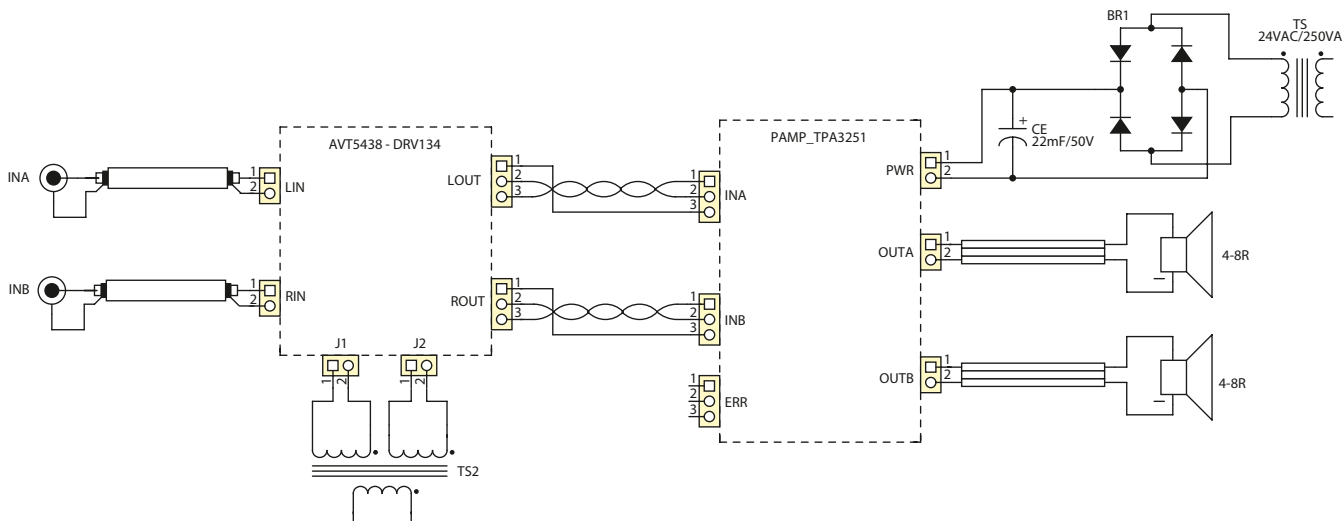 BR1
TS
24VAC/250VA
AVT5438 - DRV134
PAMP_TPA3251
+
CE
22mF/50V
INA
1
2
LIN
LOUT
1
2
3
1
2
3
INA
PWR
1
2
OUTA
1
2
4-8R
INB
1
2
RIN
ROUT
1
2
3
1
2
3
INB
J1
J2
1
2
1
2
1
2
3
ERR
OUTB
1
2
4-8R
TS2